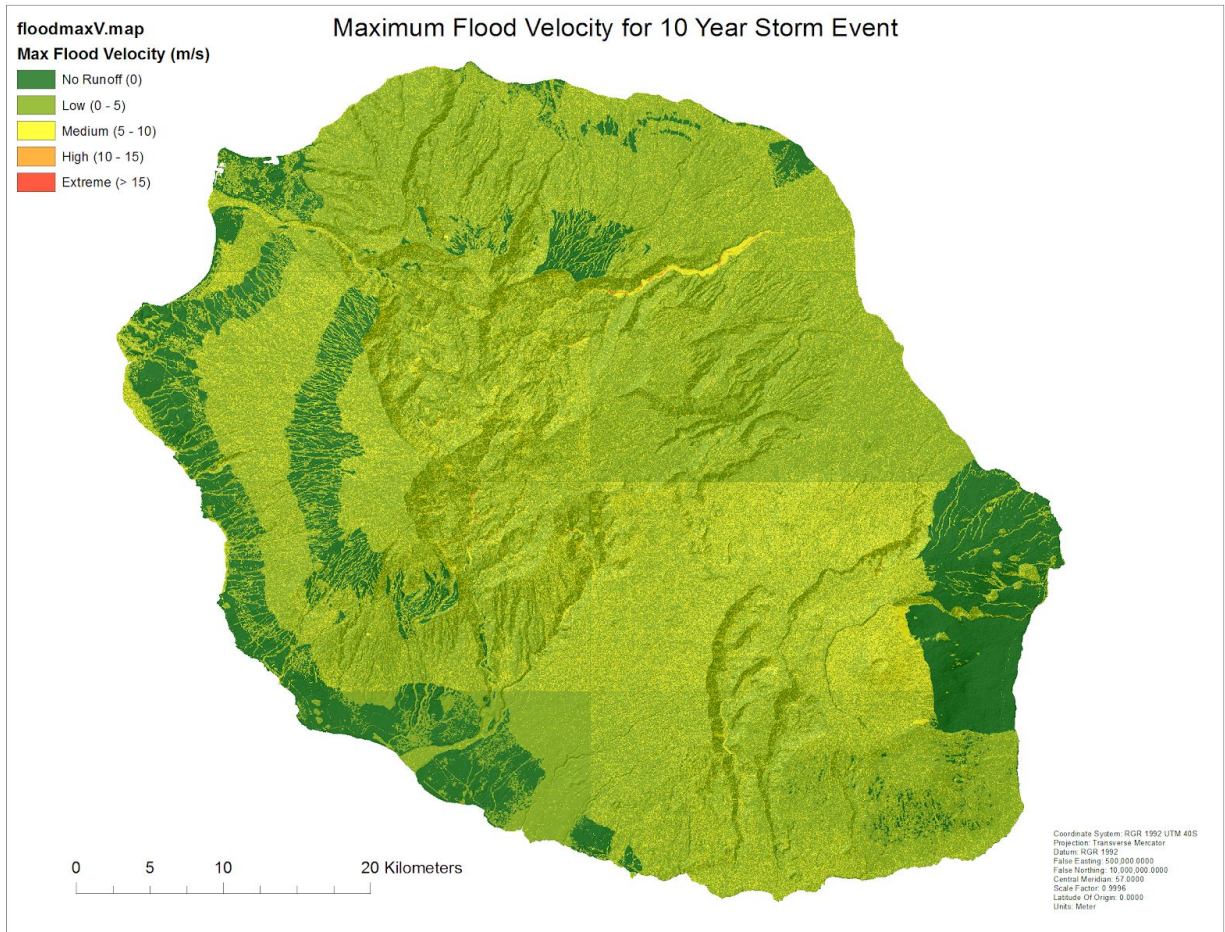 Maximum Flood Velocity for 10 Year Storm Event
floodmaxV.map
Max Flood Velocity (m/s)
No Runoff (0)
Low (0 - 5)
Medium (5 - 10)
High (10 - 15)
Extreme (> 15)
0 5 10 20 Kilometers
Coordinate System: RGR 1992 UTM 40S
Projection: Transverse Mercator
Datum: RGR 1992
False Easting: 500,000.0000
False Northing: 10,000,000.0000
Central Meridian: 57.0000
Scale Factor: 0.9996
Latitude Of Origin: 0.0000
Units: Meter